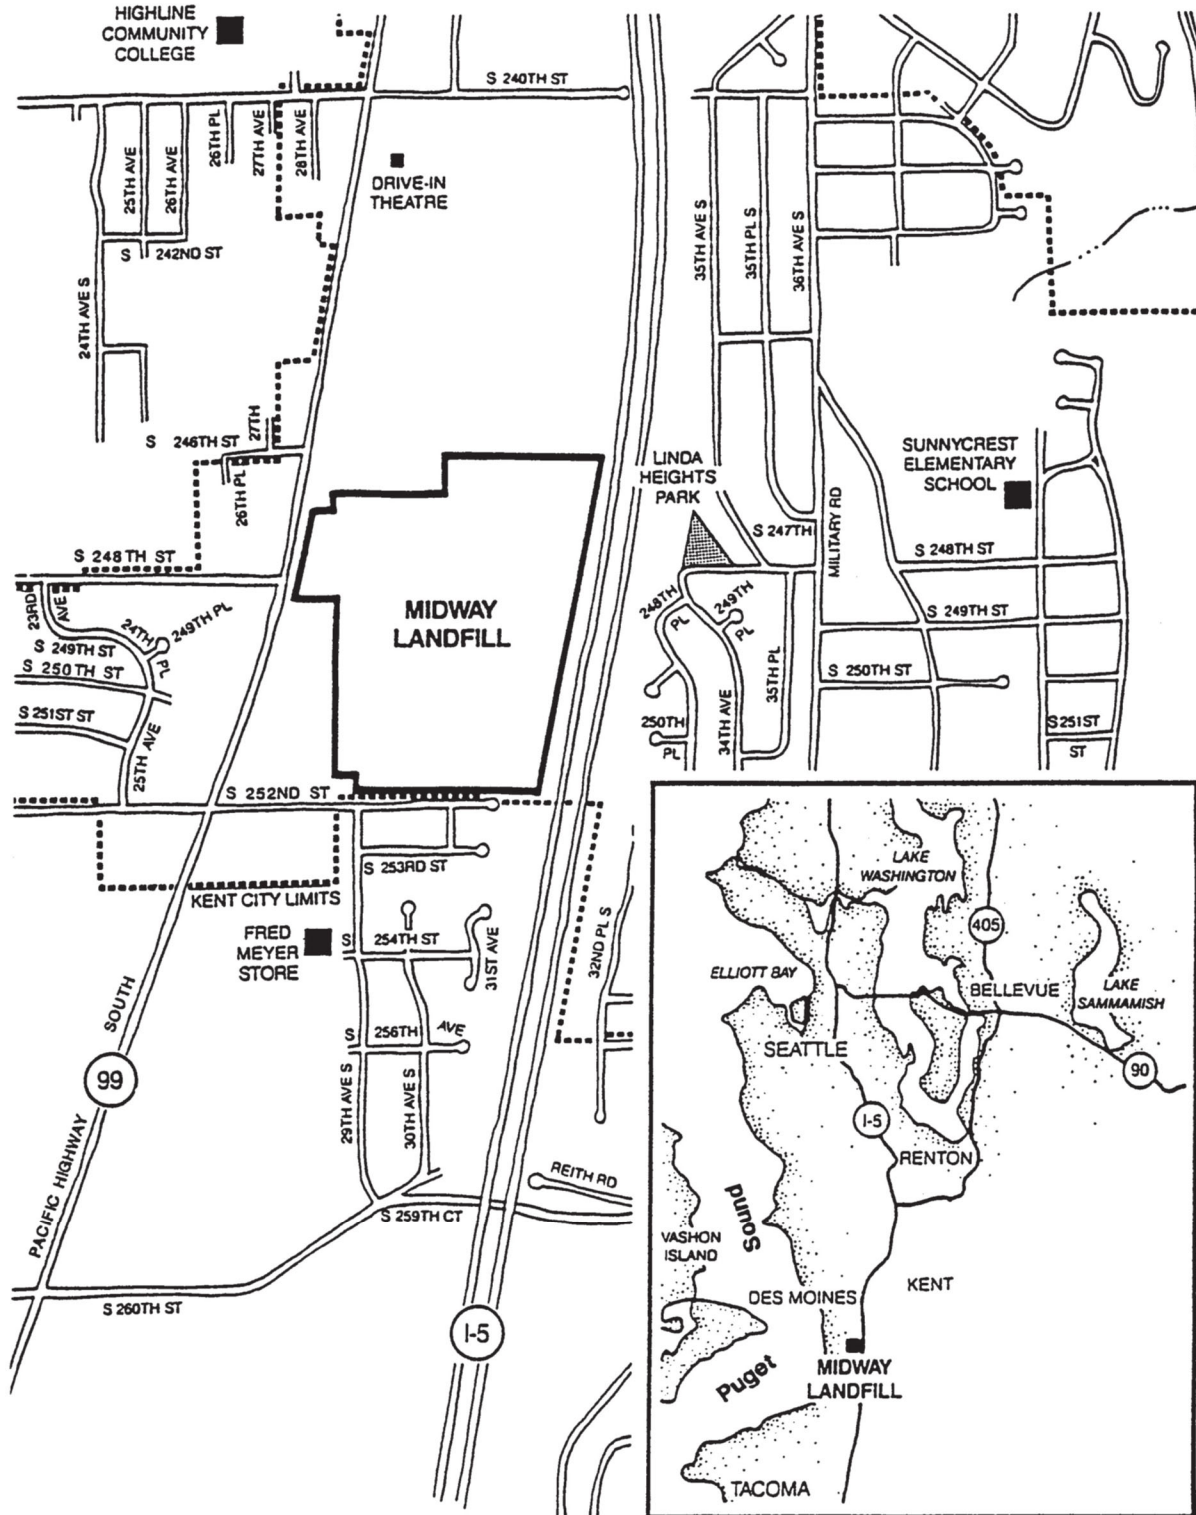 HIGHLINE
COMMUNITY
COLLEGE
S 240TH ST
25TH AVE
26TH AVE
26TH PL
27TH AVE
28TH AVE
DRIVE-IN
THEATRE
S 242ND ST
24TH AVE S
35TH AVE S
35TH PL S
36TH AVE S
S 246TH ST
27TH
26TH PL
LINDA
HEIGHTS
PARK
S 247TH
MILITARY RD
SUNNYCREST
ELEMENTARY
SCHOOL
S 248TH ST
S 248TH ST
23RD
AVE
24TH
PL
249TH PL
S 249TH ST
S 250TH ST
S 251ST ST
25TH AVE
MIDWAY
LANDFILL
248TH
PL
249TH
PL
S 249TH ST
S 250TH ST
35TH PL
34TH AVE
250TH
PL
S 251ST
ST
S 252ND ST
S 253RD ST
KENT CITY LIMITS
FRED
MEYER
STORE
S 254TH ST
31ST AVE
32ND PL S
S 256TH AVE
29TH AVE S
30TH AVE S
99
PACIFIC HIGHWAY SOUTH
REITH RD
S 259TH CT
S 260TH ST
I-5
LAKE
WASHINGTON
405
ELLIOTT BAY
BELLEVUE
LAKE
SAMMAMISH
SEATTLE
90
I-5
RENTON
Puget Sound
VASHON
ISLAND
KENT
DES MOINES
MIDWAY
LANDFILL
TACOMA